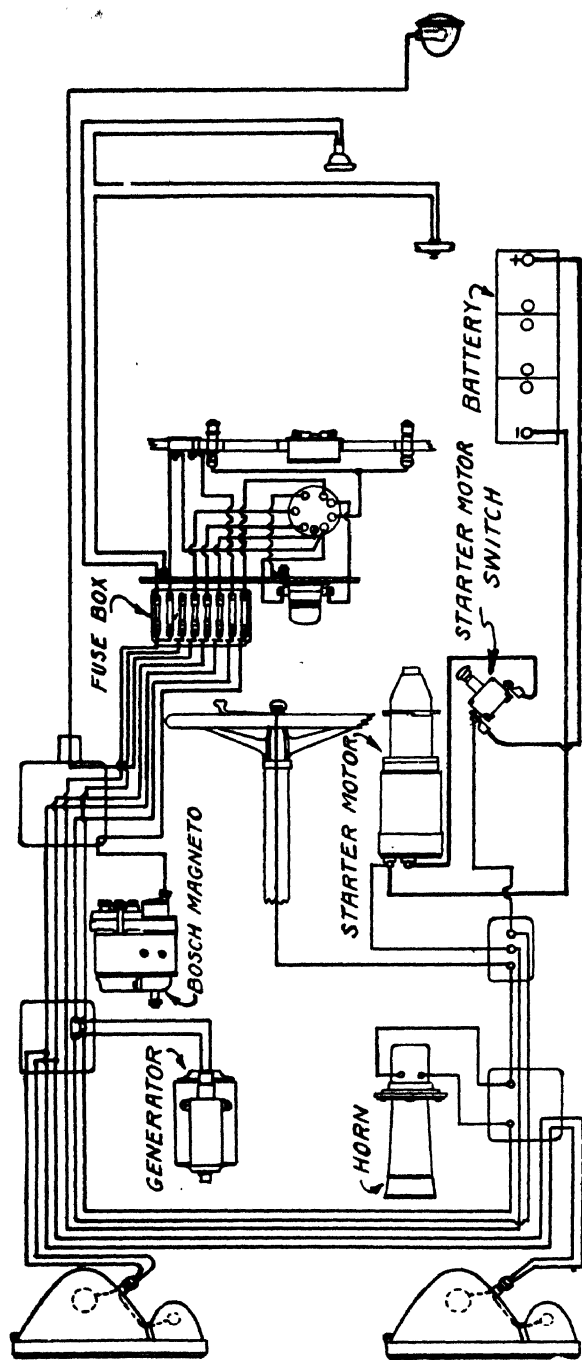 BATTERY
+
−
STARTER MOTOR
SWITCH
FUSE BOX
STARTER MOTOR
BOSCH MAGNETO
GENERATOR
HORN